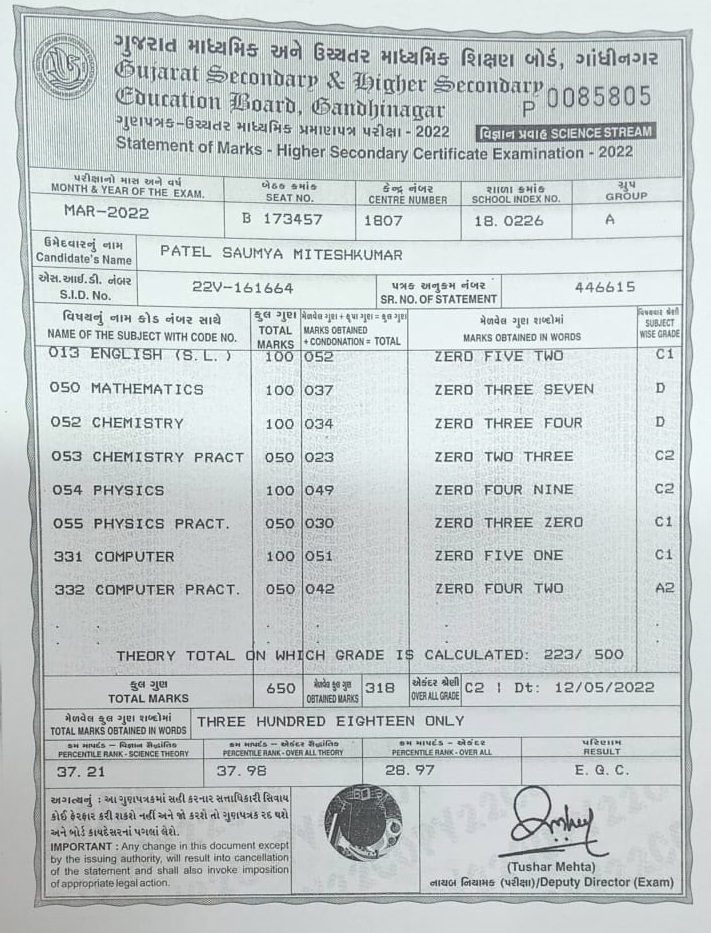 ગુજરાત માધ્યમિક અને ઉચ્ચતર માધ્યમિક શિક્ષણ બોર્ડ, ગાંધીનગર
Gujarat Secondary & Higher Secondary
Education Board, Gandhinagar
P 0085805
ગુણપત્રક-ઉચ્ચતર માધ્યમિક પ્રમાણપત્ર પરીક્ષા - 2022
વિજ્ઞાન પ્રવાહ SCIENCE STREAM
Statement of Marks - Higher Secondary Certificate Examination - 2022
પરીક્ષાનો માસ અને વર્ષ બેઠક ક્રમાંક કેન્દ્ર નંબર શાળા ક્રમાંક ગ્રુપ
MONTH & YEAR OF THE EXAM. SEAT NO. CENTRE NUMBER SCHOOL INDEX NO. GROUP
MAR-2022 B 173457 1807 18. 0226 A
ઉમેદવારનું નામ
Candidate's Name PATEL SAUMYA MITESHKUMAR
એસ.આઈ.ડી. નંબર પત્રક અનુક્રમ નંબર
S.I.D. No. 22V-161664 SR. NO. OF STATEMENT 446615
વિષયનું નામ કોડ નંબર સાથે કુલ ગુણ મેળવેલ ગુણ + કૃપા ગુણ = કુલ ગુણ મેળવેલ ગુણ શબ્દોમાં વિષયવાર શ્રેણી
NAME OF THE SUBJECT WITH CODE NO. TOTAL MARKS MARKS OBTAINED + CONDONATION = TOTAL MARKS OBTAINED IN WORDS SUBJECT WISE GRADE
013 ENGLISH (S. L. ) 100 052 ZERO FIVE TWO C1
050 MATHEMATICS 100 037 ZERO THREE SEVEN D
052 CHEMISTRY 100 034 ZERO THREE FOUR D
053 CHEMISTRY PRACT 050 023 ZERO TWO THREE C2
054 PHYSICS 100 049 ZERO FOUR NINE C2
055 PHYSICS PRACT. 050 030 ZERO THREE ZERO C1
331 COMPUTER 100 051 ZERO FIVE ONE C1
332 COMPUTER PRACT. 050 042 ZERO FOUR TWO A2
THEORY TOTAL ON WHICH GRADE IS CALCULATED: 223/ 500
કુલ ગુણ મેળવેલ કુલ ગુણ એકંદર શ્રેણી
TOTAL MARKS 650 OBTAINED MARKS 318 OVER ALL GRADE C2 | Dt: 12/05/2022
મેળવેલ કુલ ગુણ શબ્દોમાં
TOTAL MARKS OBTAINED IN WORDS THREE HUNDRED EIGHTEEN ONLY
ક્રમ માપદંડ – વિજ્ઞાન સૈદ્ધાંતિક ક્રમ માપદંડ – એકંદર સૈદ્ધાંતિક ક્રમ માપદંડ – એકંદર પરિણામ
PERCENTILE RANK - SCIENCE THEORY PERCENTILE RANK - OVER ALL THEORY PERCENTILE RANK - OVER ALL RESULT
37. 21 37. 98 28. 97 E. Q. C.
અગત્યનું : આ ગુણપત્રકમાં સહી કરનાર સત્તાધિકારી સિવાય
કોઈ ફેરફાર કરી શકશે નહીં અને જો કરશે તો ગુણપત્રક રદ થશે
અને બોર્ડ કાયદેસરનાં પગલાં લેશે.
IMPORTANT : Any change in this document except
by the issuing authority, will result into cancellation
of the statement and shall also invoke imposition
of appropriate legal action.
(Tushar Mehta)
નાયબ નિયામક (પરીક્ષા)/Deputy Director (Exam)